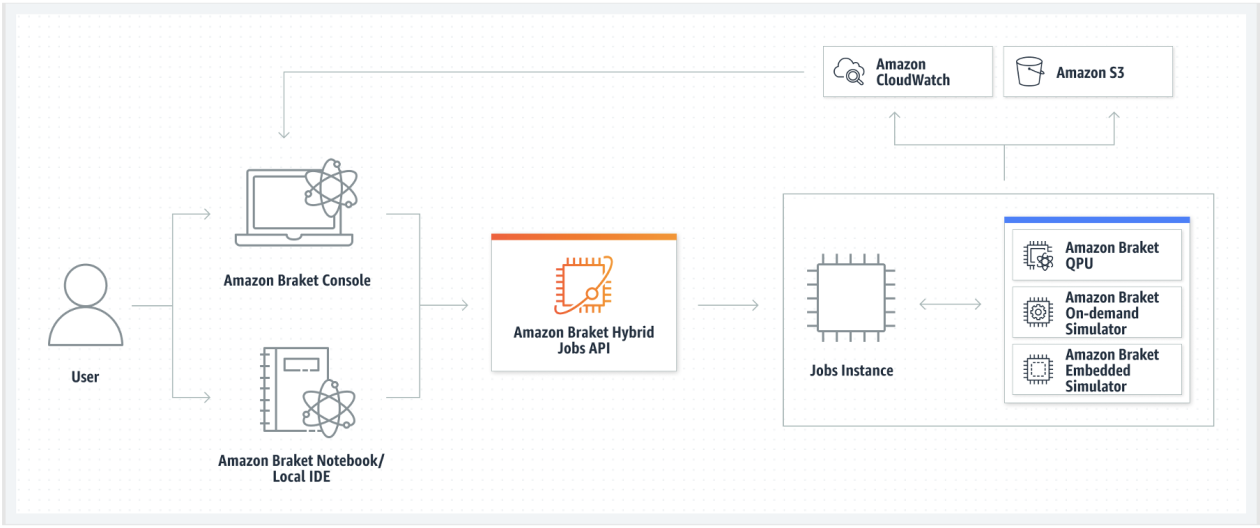 Amazon
CloudWatch
Amazon S3
Amazon Braket Console
User
Amazon Braket Notebook/
Local IDE
Amazon Braket Hybrid
Jobs API
Jobs Instance
Amazon Braket
QPU
Amazon Braket
On-demand
Simulator
Amazon Braket
Embedded
Simulator